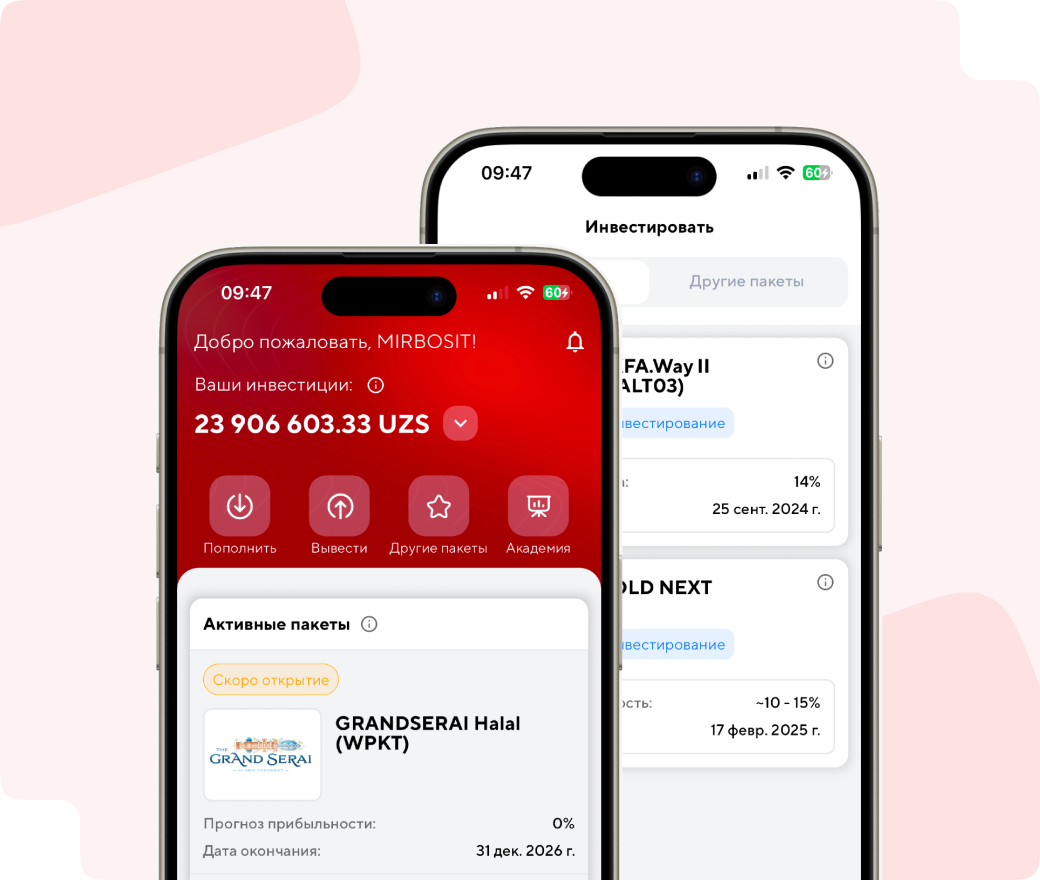 09:47
60
Инвестировать
Другие пакеты
FA.Way II
ALT03)
нвестирование
14%
25 сент. 2024 г.
OLD NEXT
нвестирование
ость:
~10 - 15%
17 февр. 2025 г.
09:47
60
Добро пожаловать, MIRBOSIT!
Ваши инвестиции:
23 906 603.33 UZS
Пополнить
Вывести
Другие пакеты
Академия
Активные пакеты
Скоро открытие
THE
GRAND SERAI
GRANDSERAI Halal
(WPKT)
Прогноз прибыльности:
0%
Дата окончания:
31 дек. 2026 г.